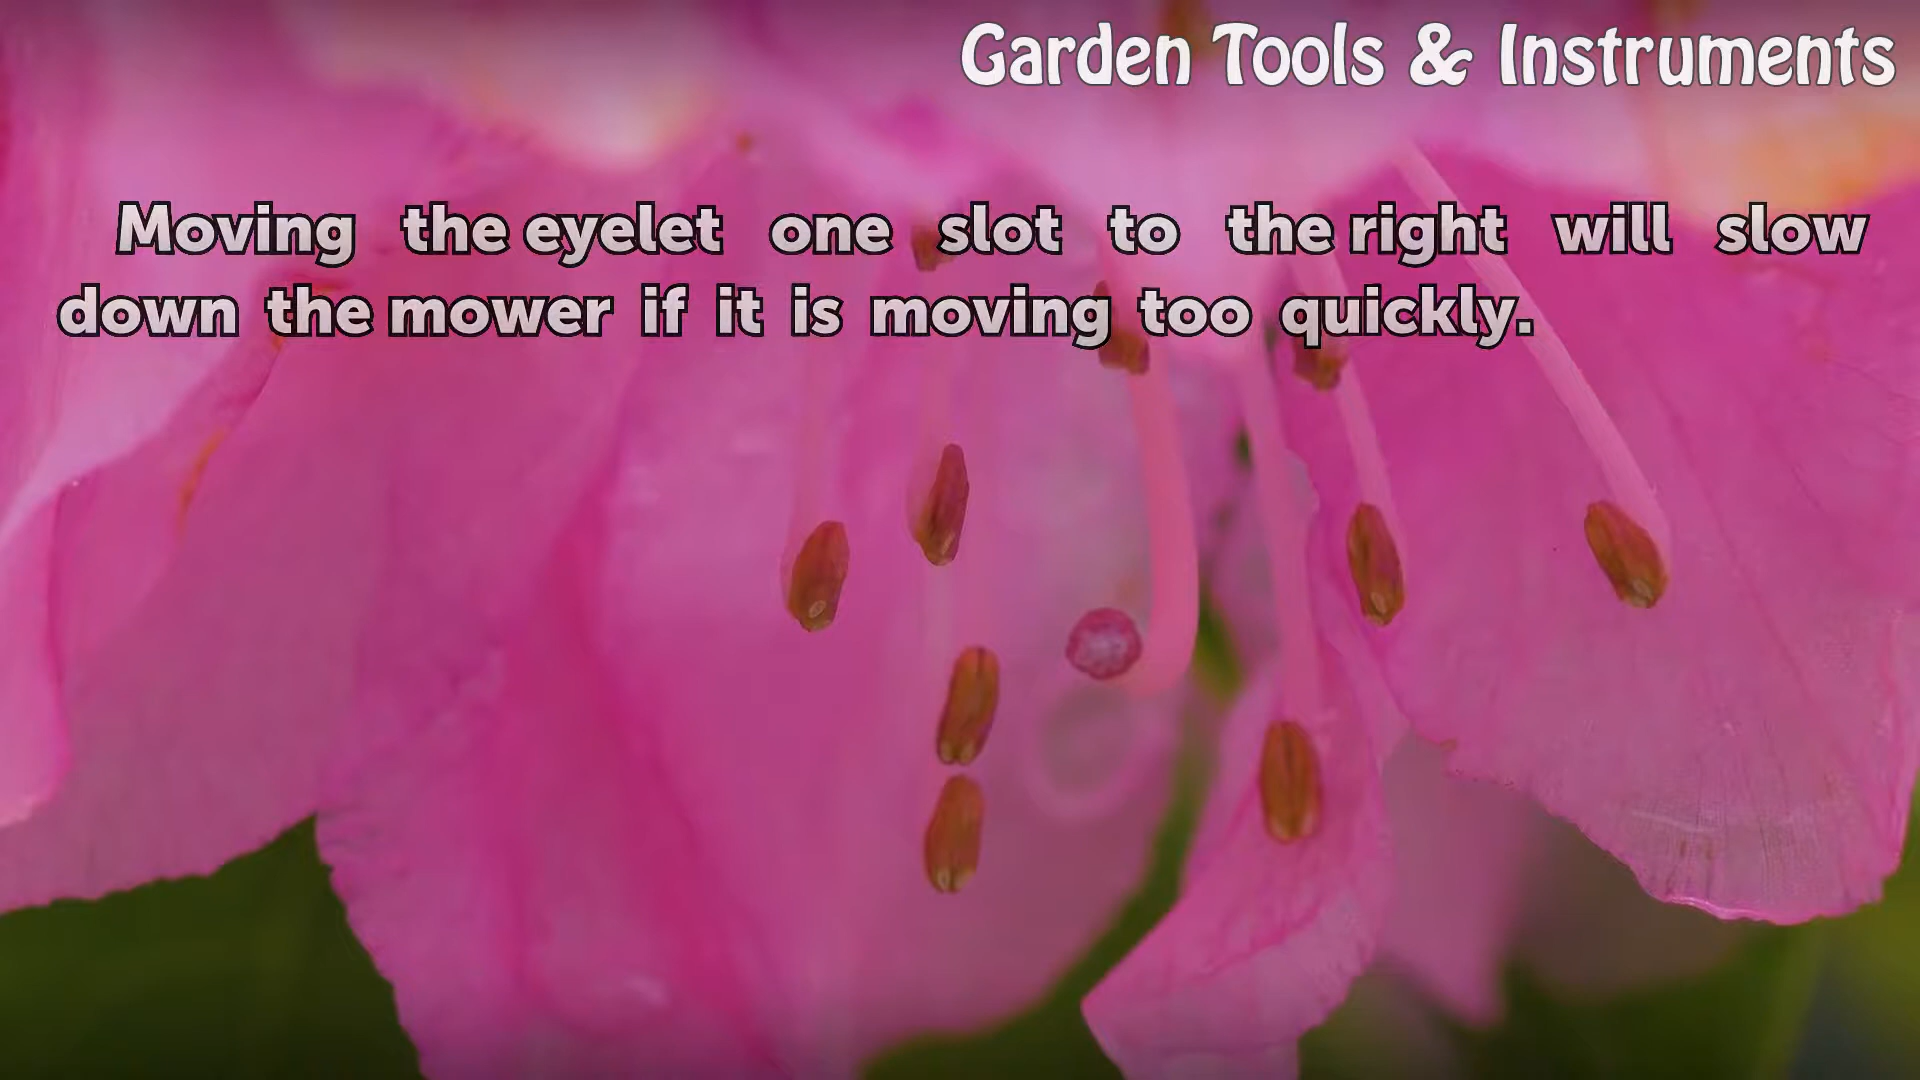 Garden Tools & Instruments
Moving the eyelet one slot to the right will slow
down the mower if it is moving too quickly.